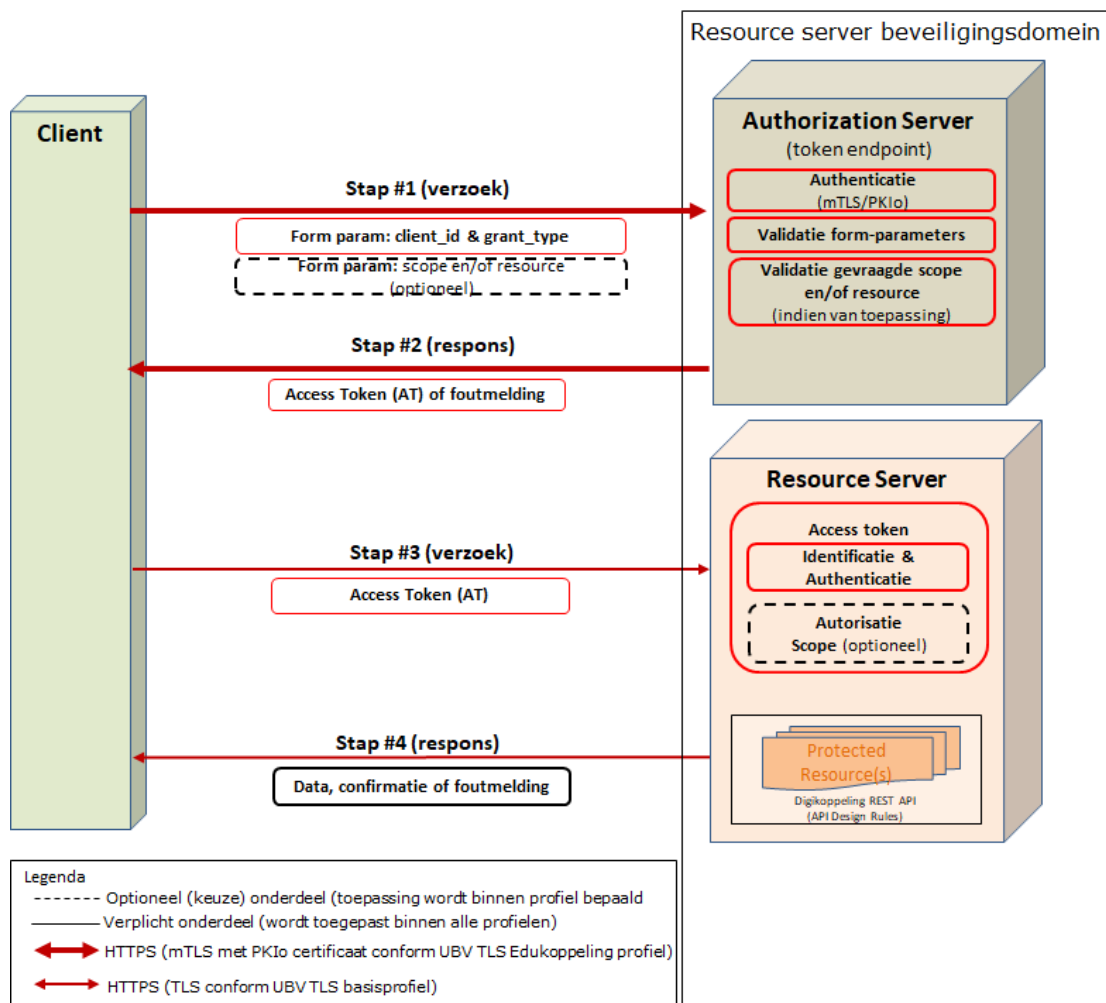 Resource server beveiligingsdomein
Client
Authorization Server
(token endpoint)
Authenticatie
(mTLS/PKIo)
Validatie form-parameters
Validatie gevraagde scope
en/of resource
(indien van toepassing)
Stap #1 (verzoek)
Form param: client_id & grant_type
Form param: scope en/of resource
(optioneel)
Stap #2 (respons)
Access Token (AT) of foutmelding
Resource Server
Access token
Identificatie &
Authenticatie
Autorisatie
Scope (optioneel)
Stap #3 (verzoek)
Access Token (AT)
Stap #4 (respons)
Data, confirmatie of foutmelding
Protected
Resource(s)
Digikoppeling REST API
(API Design Rules)
Legenda
Optioneel (keuze) onderdeel (toepassing wordt binnen profiel bepaald
Verplicht onderdeel (wordt toegepast binnen alle profielen)
HTTPS (mTLS met PKIo certificaat conform UBV TLS Edukoppeling profiel)
HTTPS (TLS conform UBV TLS basisprofiel)